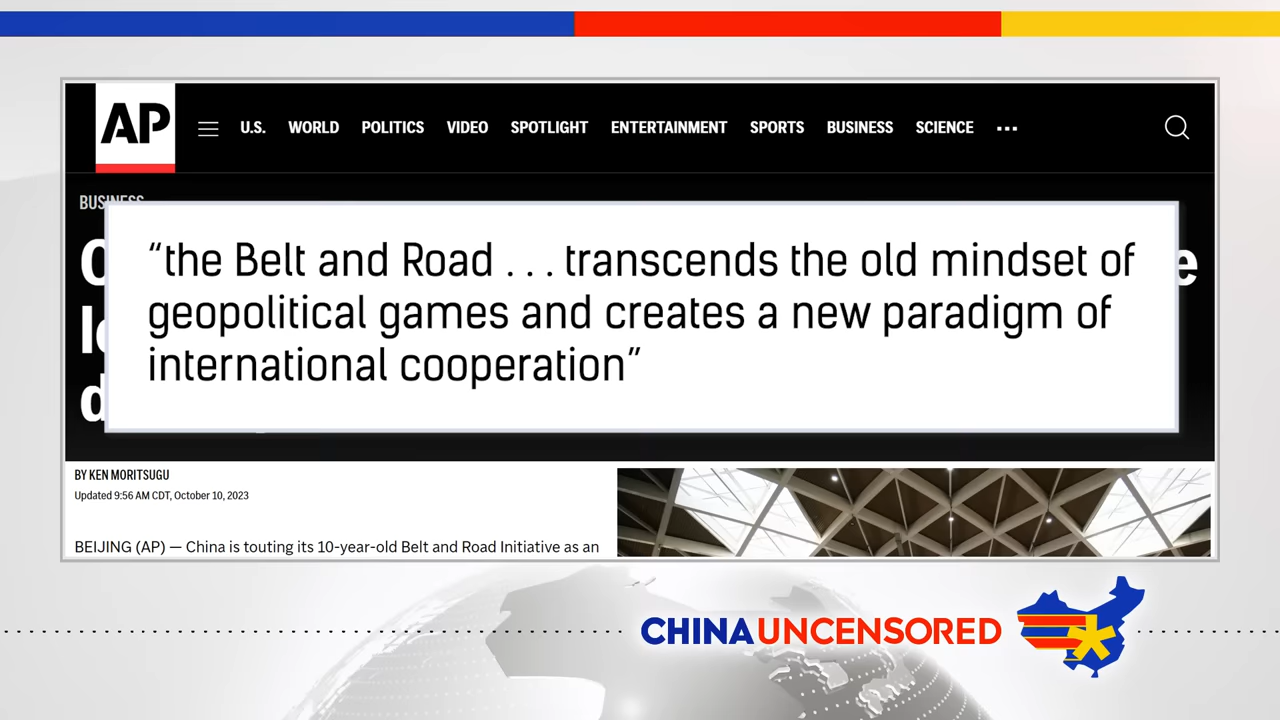 AP
U.S. WORLD POLITICS VIDEO SPOTLIGHT ENTERTAINMENT SPORTS BUSINESS SCIENCE
“the Belt and Road . . . transcends the old mindset of
geopolitical games and creates a new paradigm of
international cooperation”
BY KEN MORITSUGU
Updated 9:56 AM CDT, October 10, 2023
BEIJING (AP) — China is touting its 10-year-old Belt and Road Initiative as an
CHINA UNCENSORED